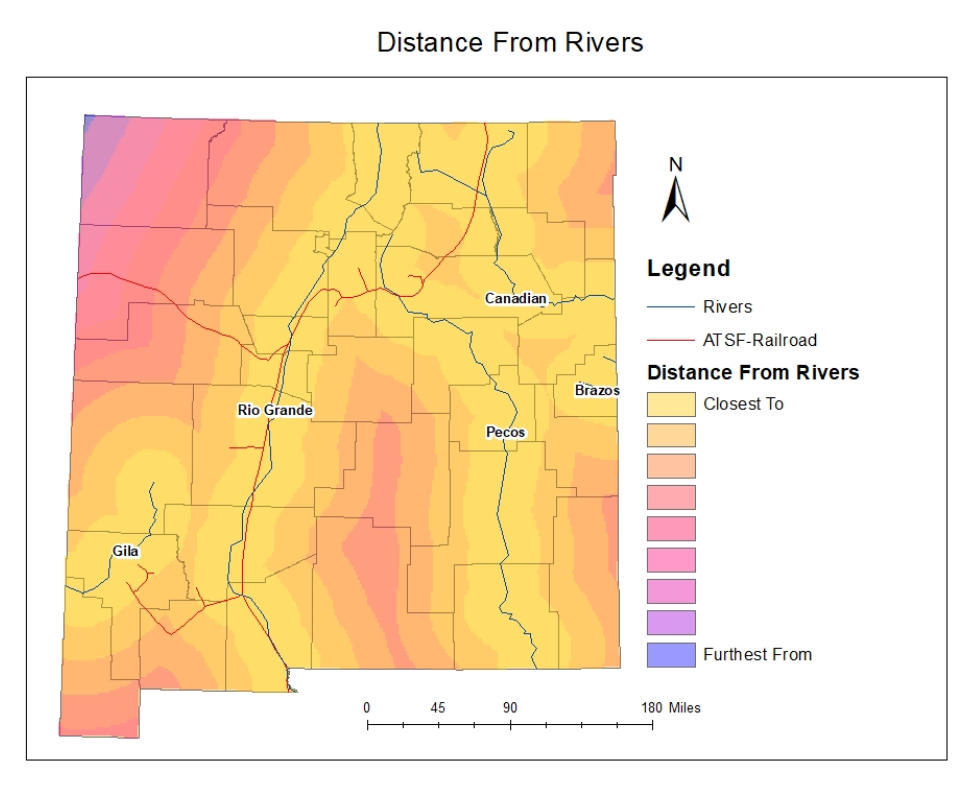 Distance From Rivers
N
Legend
Rivers
ATSF-Railroad
Distance From Rivers
Closest To
Furthest From
Canadian
Brazos
Rio Grande
Pecos
Gila
0 45 90 180 Miles